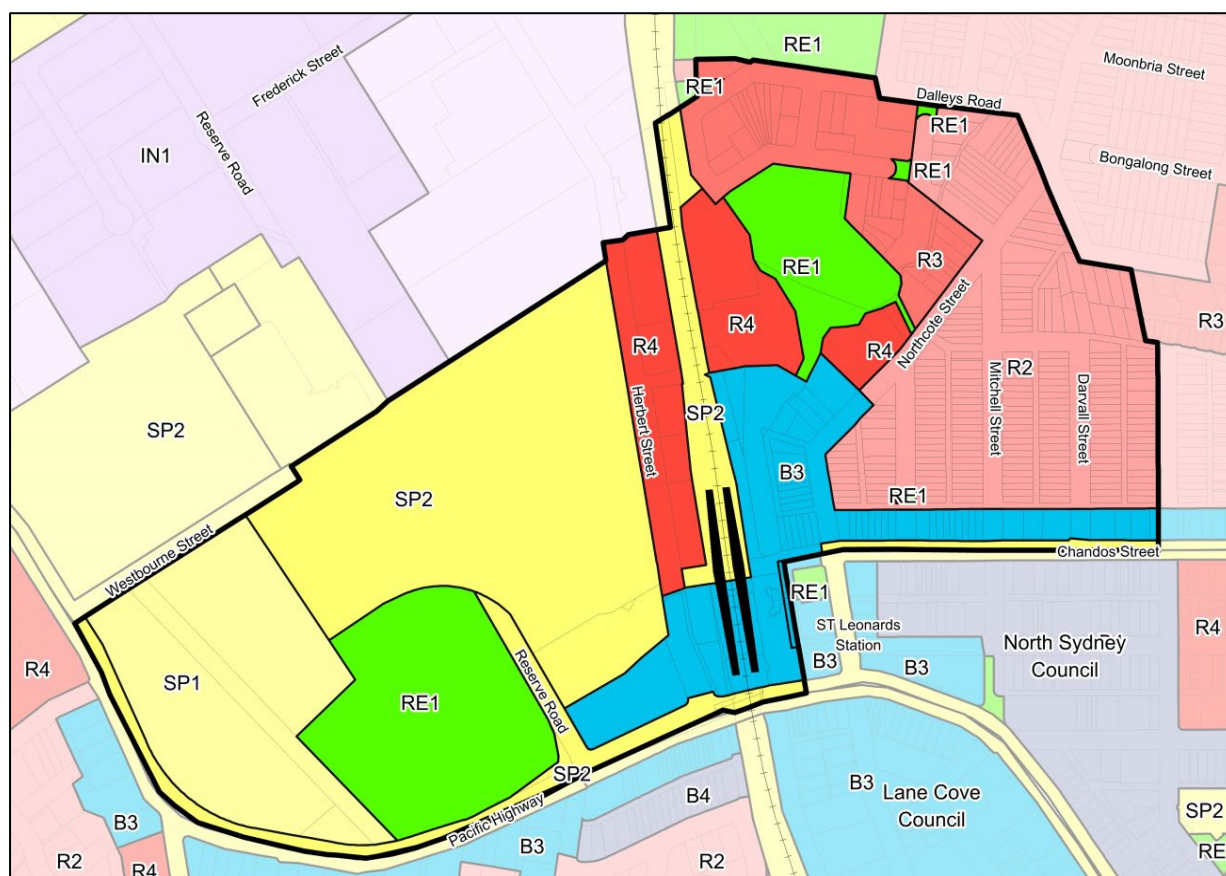 RE1
Moonbria Street
Frederick Street
RE1
Dalleys Road
RE1
Reserve Road
IN1
Bongalong Street
RE1
RE1
R3
R4
R3
R4
R4
Northcote Street
R2
Herbert Street
Mitchell Street
Darvall Street
SP2
SP2
B3
SP2
RE1
Westbourne Street
Chandos Street
RE1
ST Leonards
Station
North Sydney
Council
R4
R4
B3
B3
SP1
Reserve Road
RE1
SP2
B3
Lane Cove
Council
B4
SP2
Pacific Highway
B3
B3
R2
R4
R2
RE